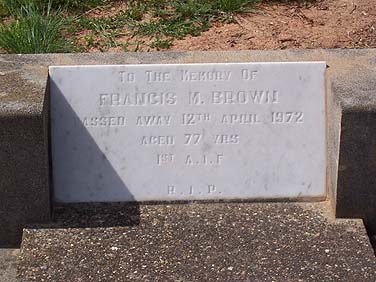 To The Memory Of
FRANCIS M. BROWN
PASSED AWAY 12TH APRIL 1972
AGED 77 YRS
1ST A.I.F
R.I.P.